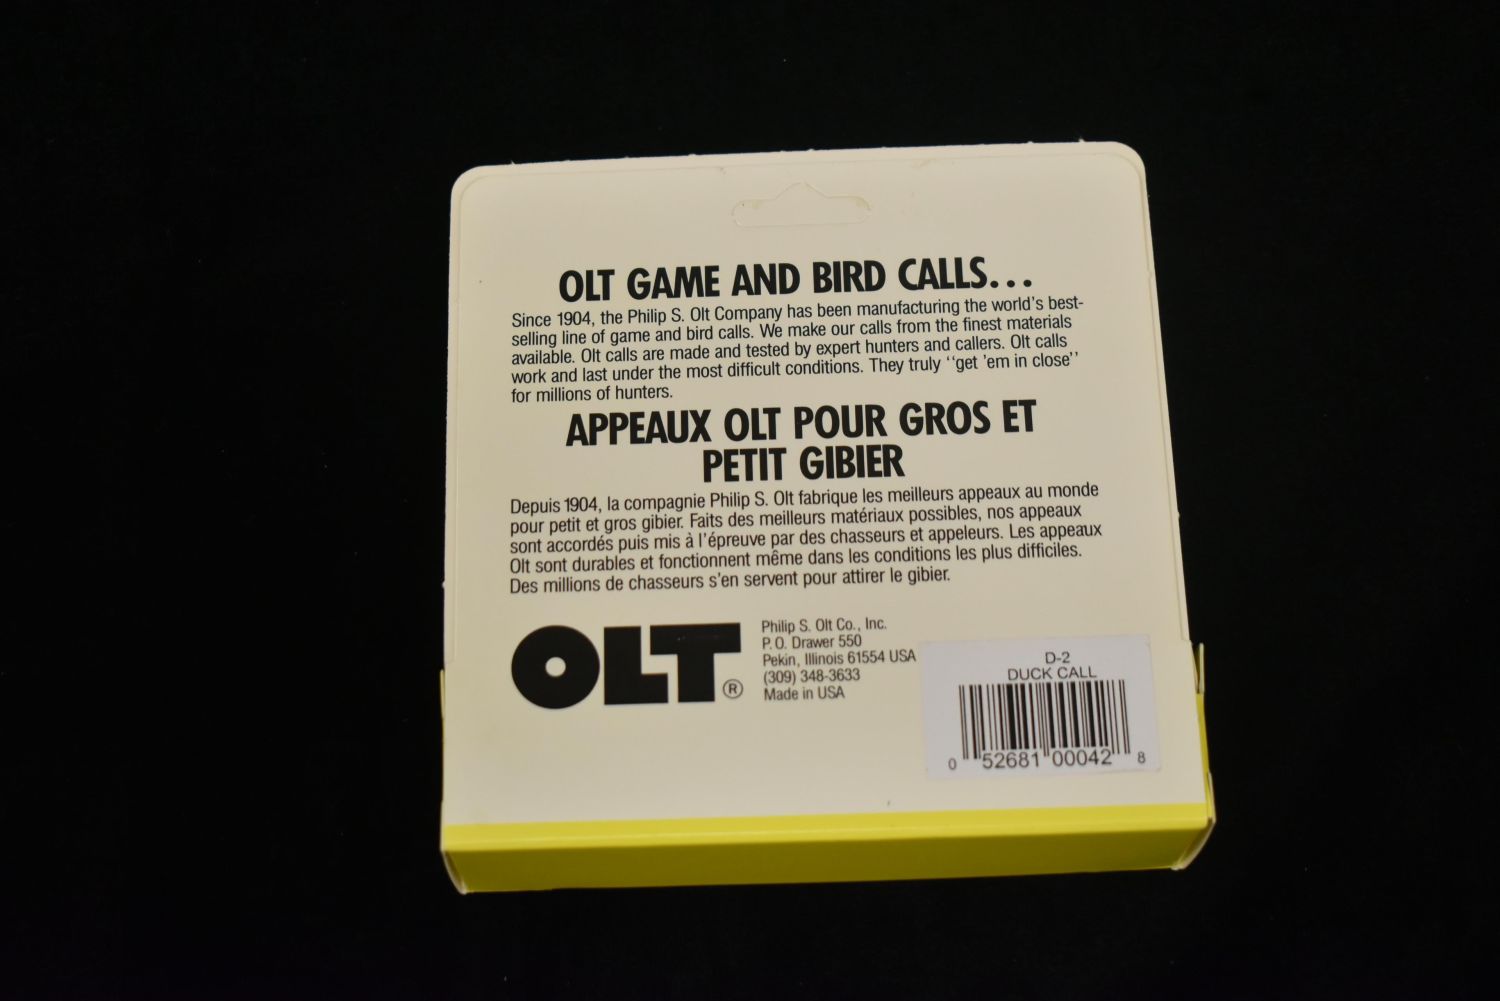 OLT GAME AND BIRD CALLS...
Since 1904, the Philip S. Olt Company has been manufacturing the world's best-
selling line of game and bird calls. We make our calls from the finest materials
available. Olt calls are made and tested by expert hunters and callers. Olt calls
work and last under the most difficult conditions. They truly ''get 'em in close''
for millions of hunters.
APPEAUX OLT POUR GROS ET
PETIT GIBIER
Depuis 1904, la compagnie Philip S. Olt fabrique les meilleurs appeaux au monde
pour petit et gros gibier. Faits des meilleurs matériaux possibles, nos appeaux
sont accordés puis mis à l'épreuve par des chasseurs et appeleurs. Les appeaux
Olt sont durables et fonctionnent même dans les conditions les plus difficiles.
Des millions de chasseurs s'en servent pour attirer le gibier.
OLT®
Philip S. Olt Co., Inc.
P.O. Drawer 550
Pekin, Illinois 61554 USA
(309) 348-3633
Made in USA
D-2
DUCK CALL
0 52681 00042 8